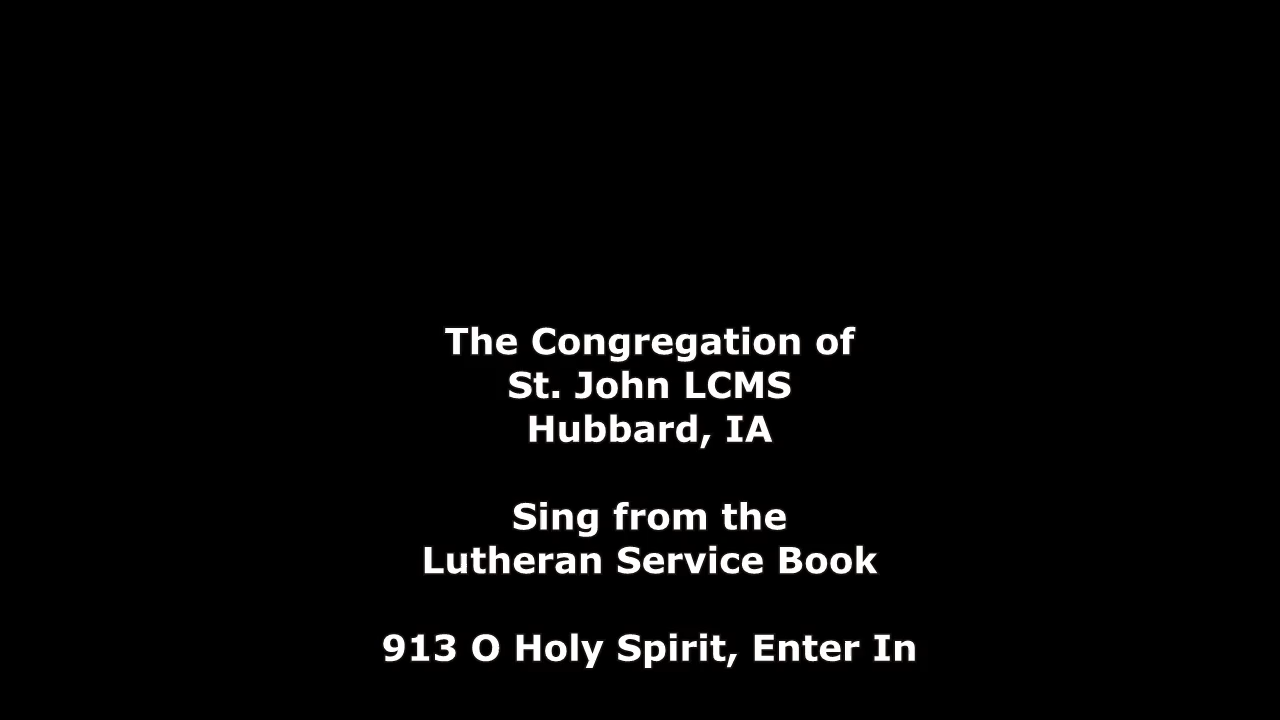 The Congregation of
St. John LCMS
Hubbard, IA
Sing from the
Lutheran Service Book
913 O Holy Spirit, Enter In